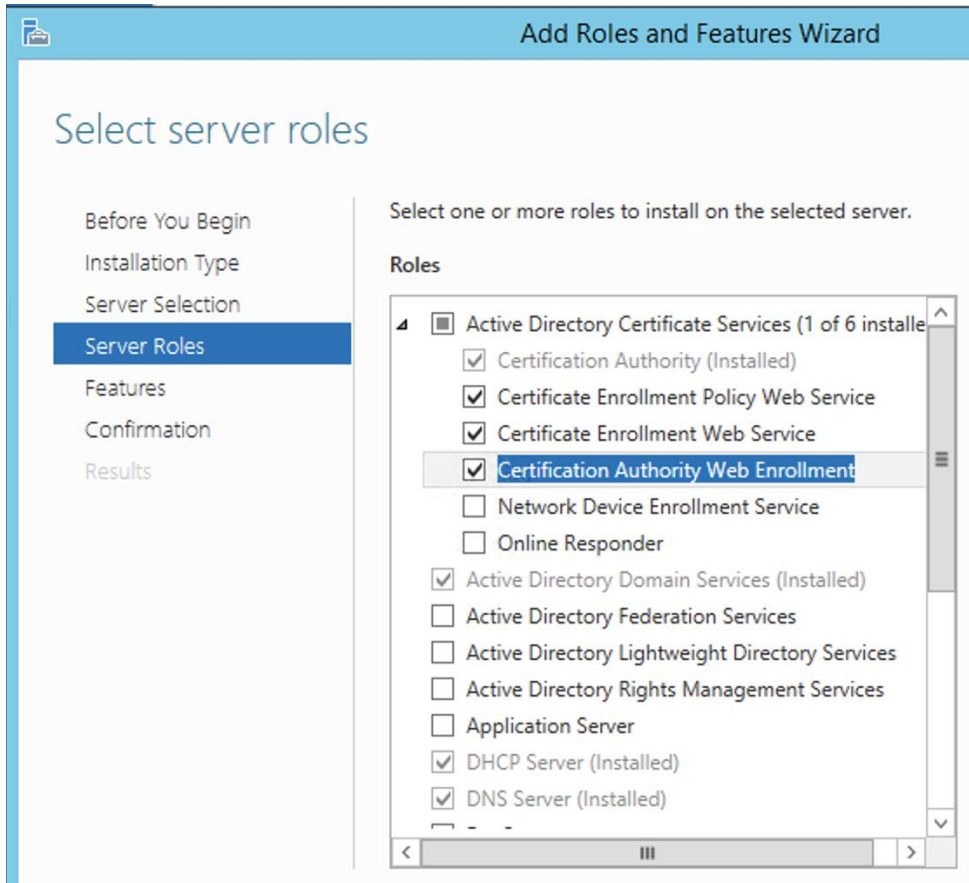 Add Roles and Features Wizard
Select server roles
Before You Begin
Installation Type
Server Selection
Server Roles
Features
Confirmation
Results
Select one or more roles to install on the selected server.
Roles
Active Directory Certificate Services (1 of 6 installe
Certification Authority (Installed)
Certificate Enrollment Policy Web Service
Certificate Enrollment Web Service
Certification Authority Web Enrollment
Network Device Enrollment Service
Online Responder
Active Directory Domain Services (Installed)
Active Directory Federation Services
Active Directory Lightweight Directory Services
Active Directory Rights Management Services
Application Server
DHCP Server (Installed)
DNS Server (Installed)